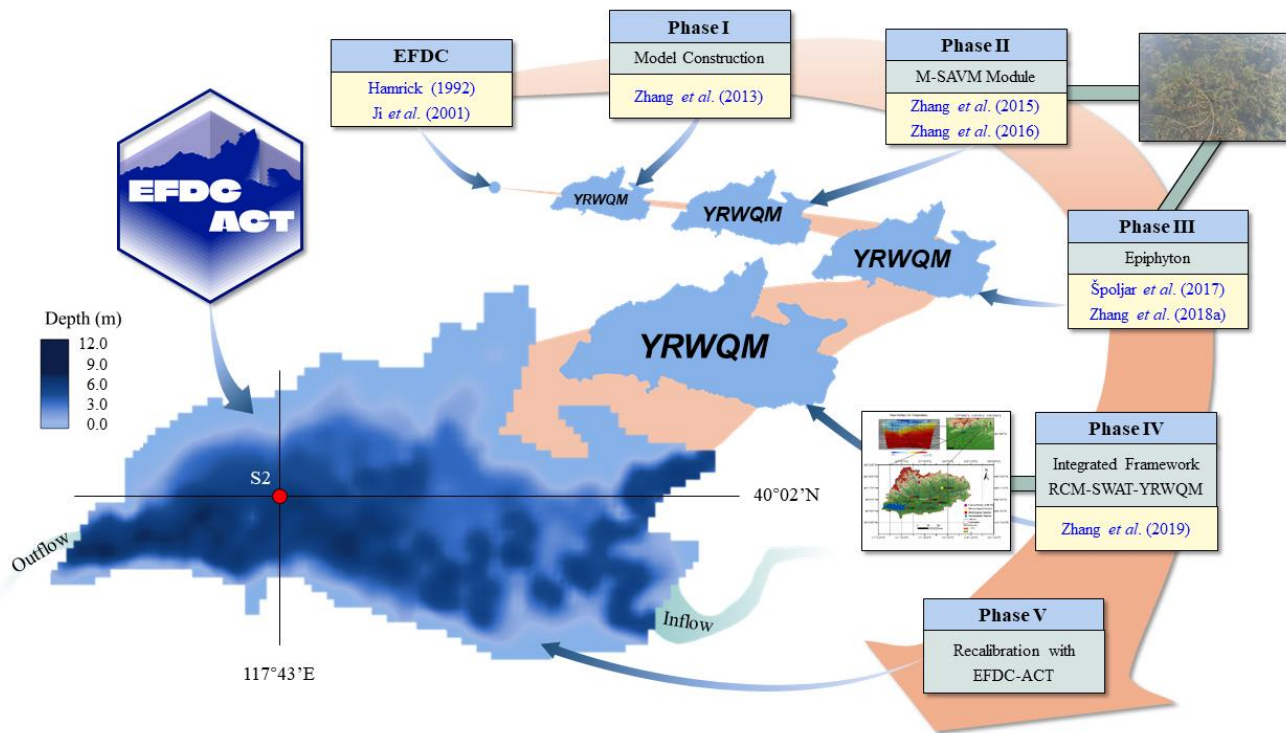 EFDC
Hamrick (1992)
Ji et al. (2001)
Phase I
Model Construction
Zhang et al. (2013)
Phase II
M-SAVM Module
Zhang et al. (2015)
Zhang et al. (2016)
Phase III
Epiphyton
Špoljar et al. (2017)
Zhang et al. (2018a)
Phase IV
Integrated Framework
RCM-SWAT-YRWQM
Zhang et al. (2019)
Phase V
Recalibration with
EFDC-ACT
EFDC
ACT
YRWQM
YRWQM
YRWQM
YRWQM
Depth (m)
12.0
9.0
6.0
3.0
0.0
S2
40°02’N
117°43’E
Outflow
Inflow